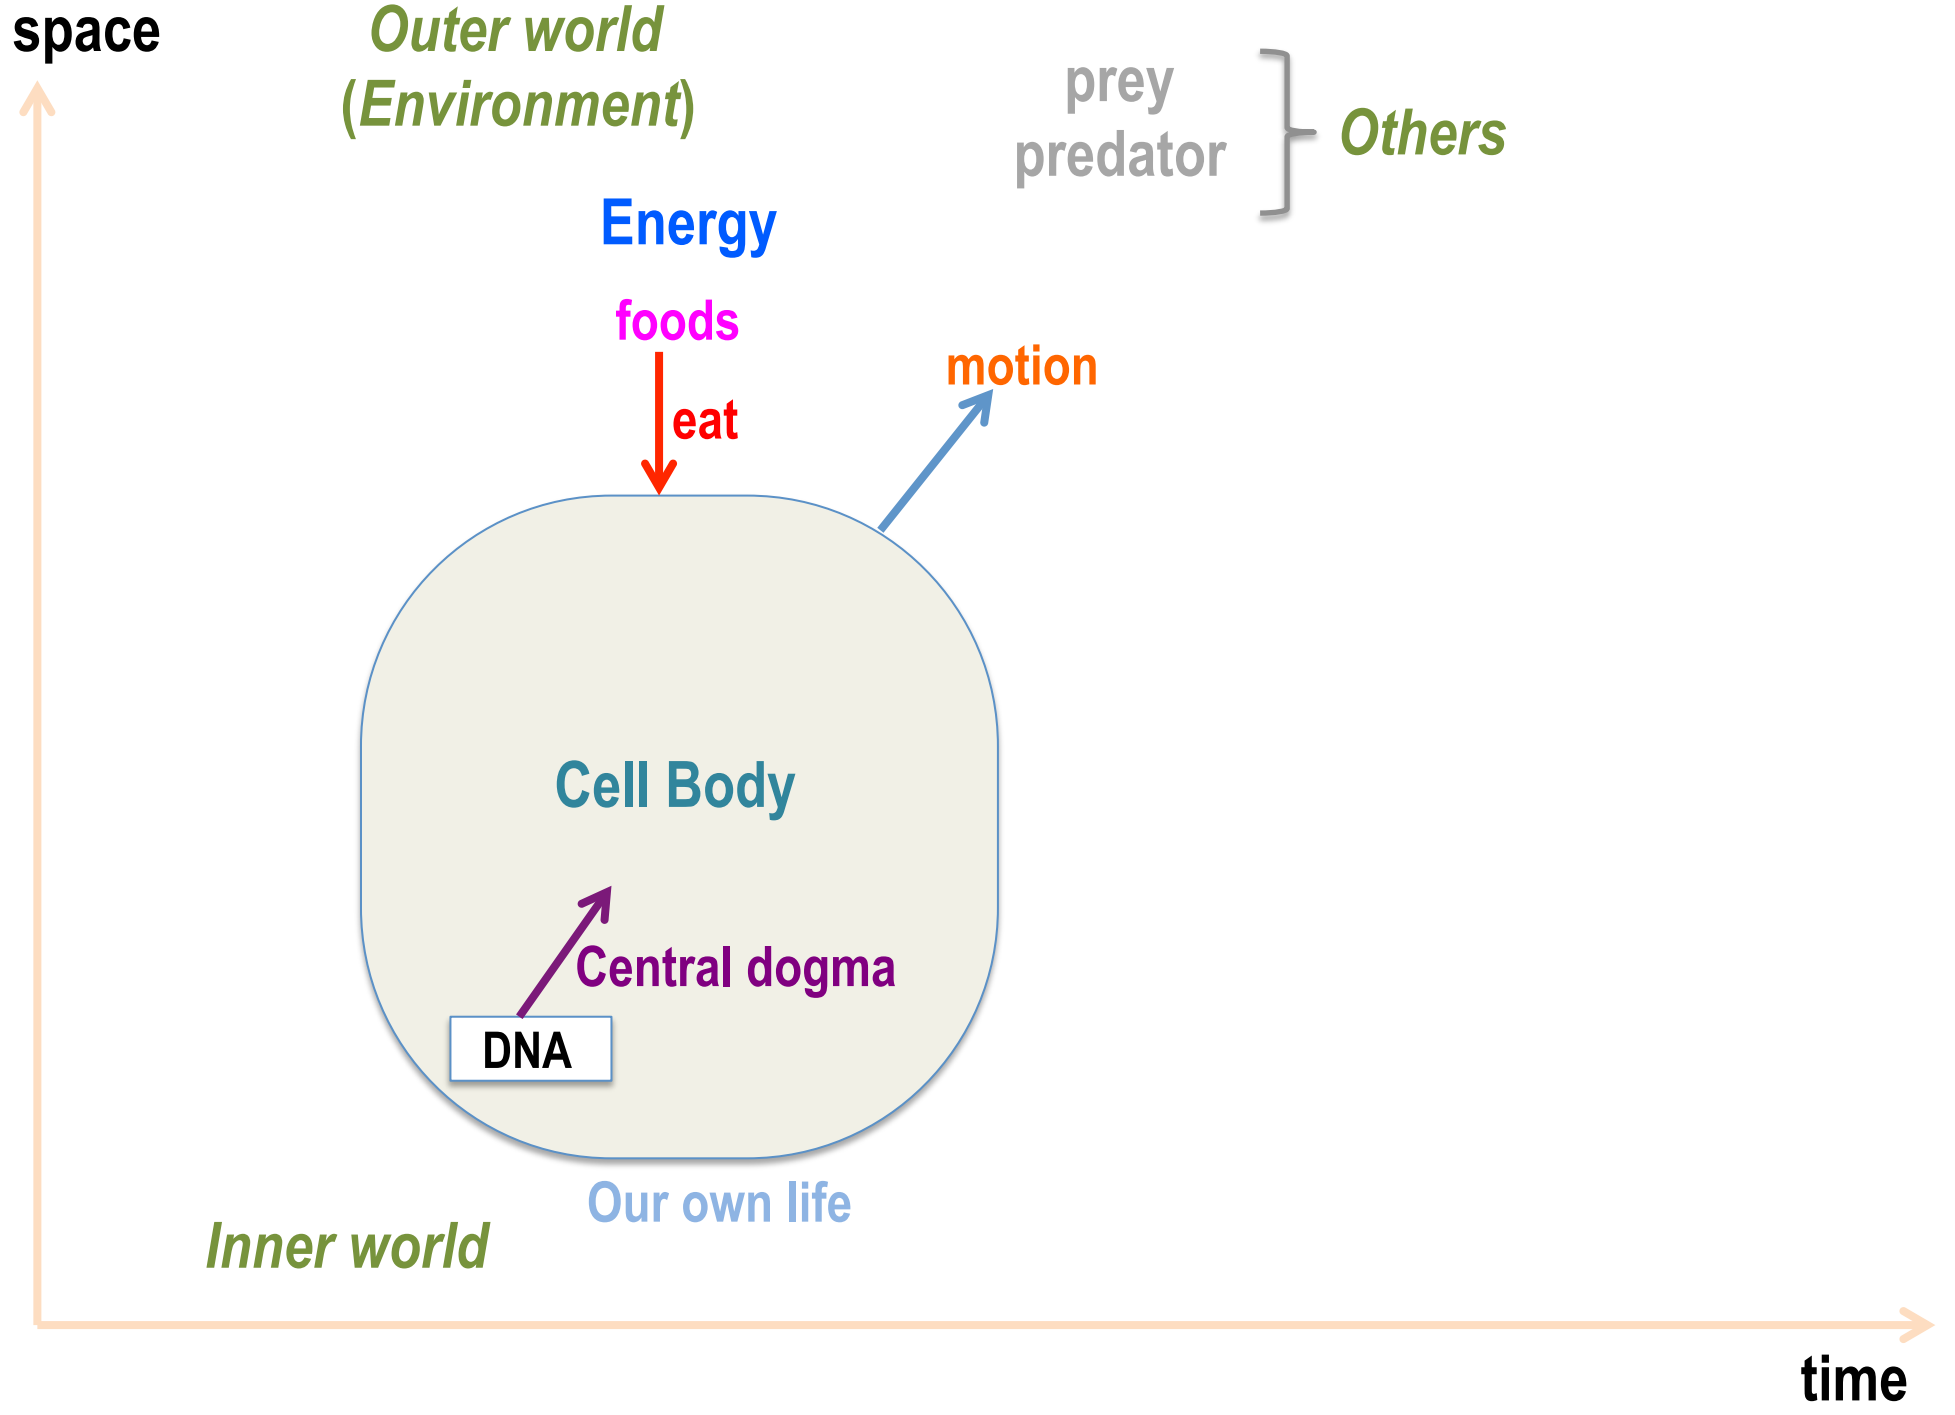 space
Outer world
(Environment)
prey
predator
Others
Energy
foods
eat
motion
Cell Body
Central dogma
DNA
Our own life
Inner world
time